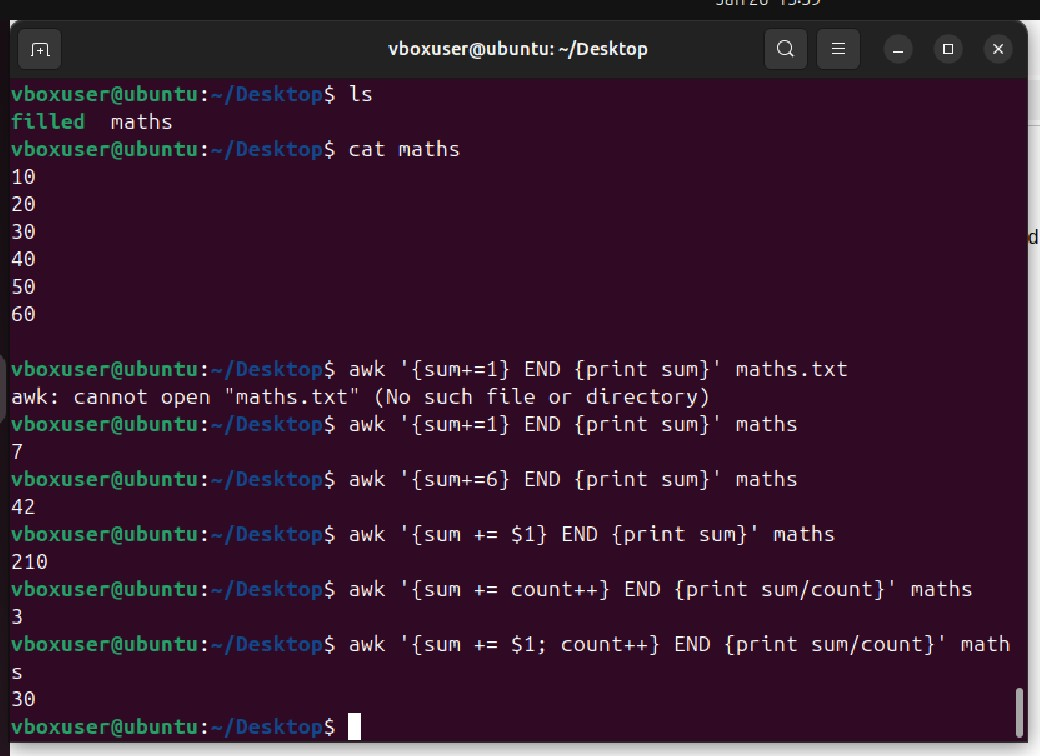 vboxuser@ubuntu: ~/Desktop
vboxuser@ubuntu:~/Desktop$ ls
filled  maths
vboxuser@ubuntu:~/Desktop$ cat maths
10
20
30
40
50
60
vboxuser@ubuntu:~/Desktop$ awk '{sum+=1} END {print sum}' maths.txt
awk: cannot open "maths.txt" (No such file or directory)
vboxuser@ubuntu:~/Desktop$ awk '{sum+=1} END {print sum}' maths
7
vboxuser@ubuntu:~/Desktop$ awk '{sum+=6} END {print sum}' maths
42
vboxuser@ubuntu:~/Desktop$ awk '{sum += $1} END {print sum}' maths
210
vboxuser@ubuntu:~/Desktop$ awk '{sum += count++} END {print sum/count}' maths
3
vboxuser@ubuntu:~/Desktop$ awk '{sum += $1; count++} END {print sum/count}' math
s
30
vboxuser@ubuntu:~/Desktop$
d